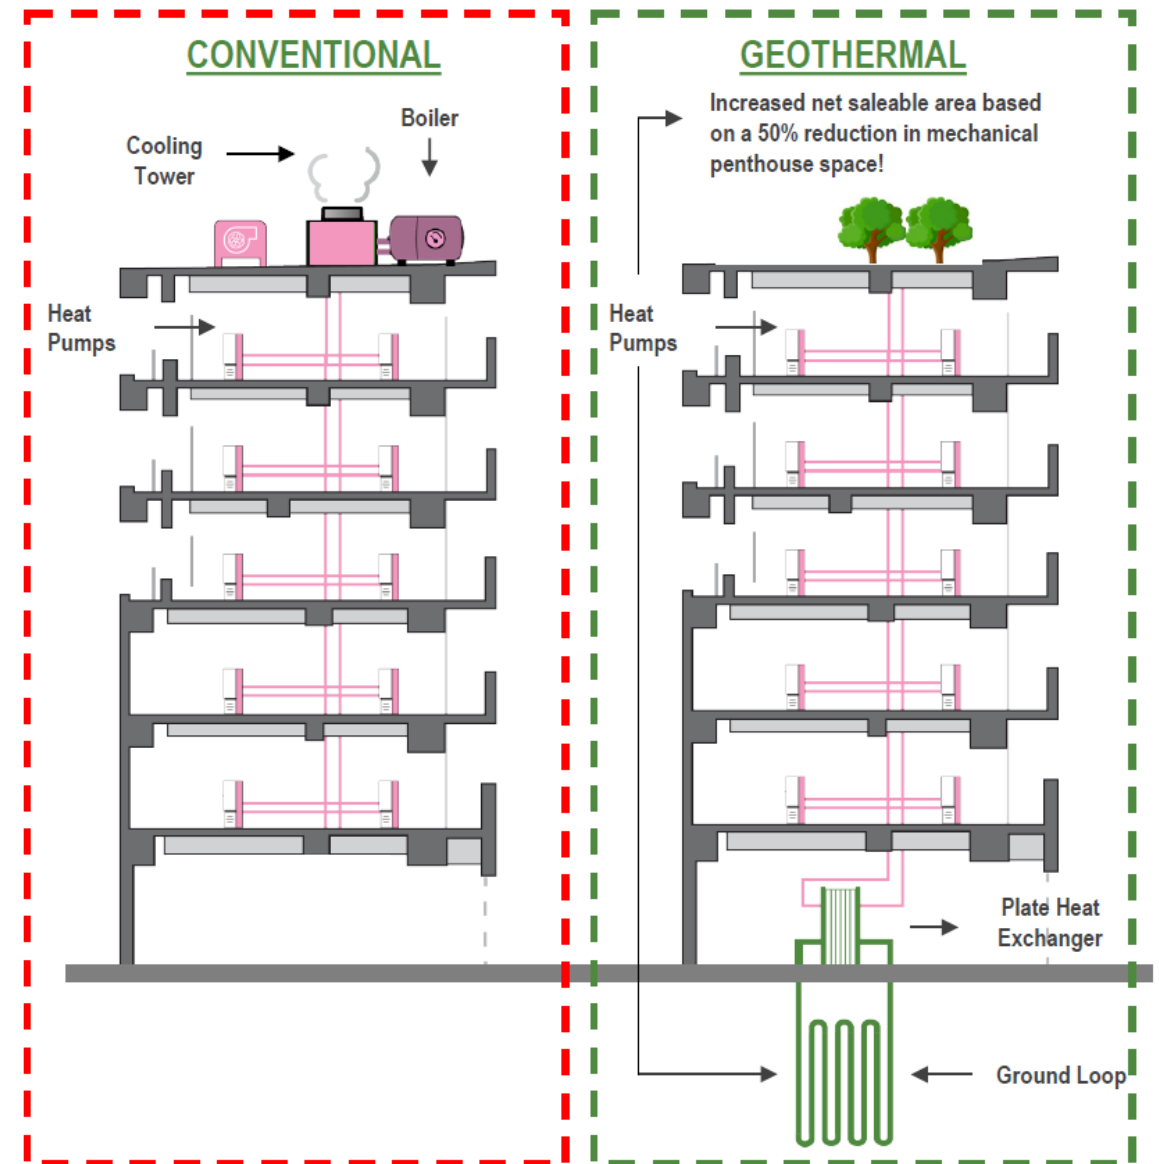 CONVENTIONAL
Cooling
Tower
Boiler
Heat
Pumps
GEOTHERMAL
Increased net saleable area based
on a 50% reduction in mechanical
penthouse space!
Heat
Pumps
Plate Heat
Exchanger
Ground Loop